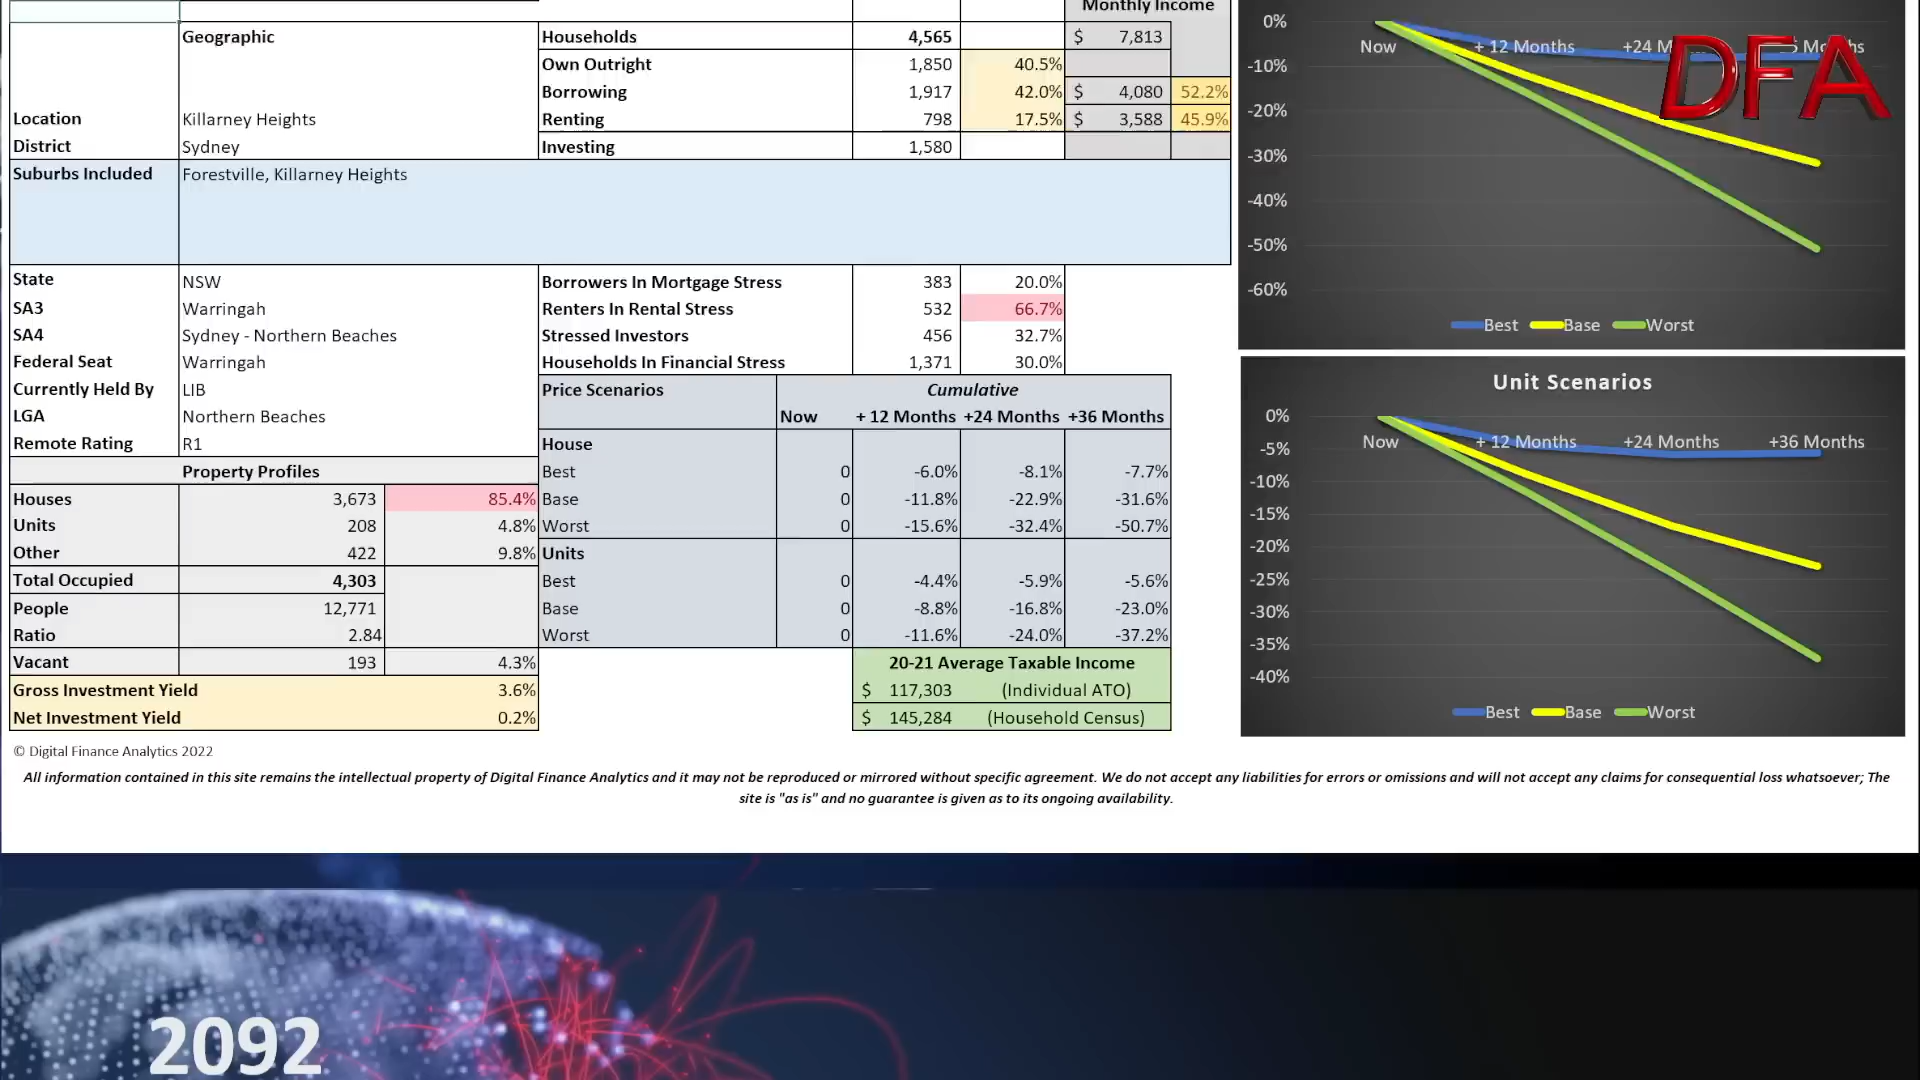 Monthly Income
Geographic Households 4,565 $ 7,813
Own Outright 1,850 40.5%
Borrowing 1,917 42.0% $ 4,080 52.2%
Location Killarney Heights Renting 798 17.5% $ 3,588 45.9%
District Sydney Investing 1,580
Suburbs Included Forestville, Killarney Heights
State NSW Borrowers In Mortgage Stress 383 20.0%
SA3 Warringah Renters In Rental Stress 532 66.7%
SA4 Sydney - Northern Beaches Stressed Investors 456 32.7%
Federal Seat Warringah Households In Financial Stress 1,371 30.0%
Currently Held By LIB Price Scenarios Cumulative
LGA Northern Beaches Now + 12 Months +24 Months +36 Months
Remote Rating R1 House
Property Profiles Best 0 -6.0% -8.1% -7.7%
Houses 3,673 85.4% Base 0 -11.8% -22.9% -31.6%
Units 208 4.8% Worst 0 -15.6% -32.4% -50.7%
Other 422 9.8% Units
Total Occupied 4,303 Best 0 -4.4% -5.9% -5.6%
People 12,771 Base 0 -8.8% -16.8% -23.0%
Ratio 2.84 Worst 0 -11.6% -24.0% -37.2%
Vacant 193 4.3% 20-21 Average Taxable Income
Gross Investment Yield 3.6% $ 117,303 (Individual ATO)
Net Investment Yield 0.2% $ 145,284 (Household Census)
© Digital Finance Analytics 2022
All information contained in this site remains the intellectual property of Digital Finance Analytics and it may not be reproduced or mirrored without specific agreement. We do not accept any liabilities for errors or omissions and will not accept any claims for consequential loss whatsoever; The
site is "as is" and no guarantee is given as to its ongoing availability.
0%
Now + 12 Months +24
DFA
-10%
-20%
-30%
-40%
-50%
-60%
Best Base Worst
Unit Scenarios
0%
Now + 12 Months +24 Months +36 Months
-5%
-10%
-15%
-20%
-25%
-30%
-35%
-40%
Best Base Worst
2092